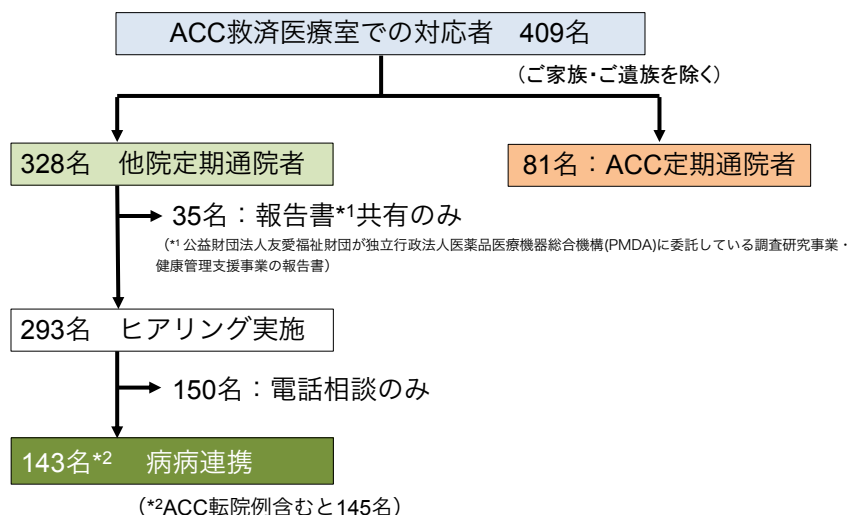 ACC救済医療室での対応者 409名
（ご家族・ご遺族を除く）
328名 他院定期通院者
81名：ACC定期通院者
35名：報告書*1共有のみ
（*1 公益財団法人友愛福祉財団が独立行政法人医薬品医療機器総合機構(PMDA)に委託している調査研究事業・
健康管理支援事業の報告書）
293名 ヒアリング実施
150名：電話相談のみ
143名*2 病病連携
（*2ACC転院例含むと145名）